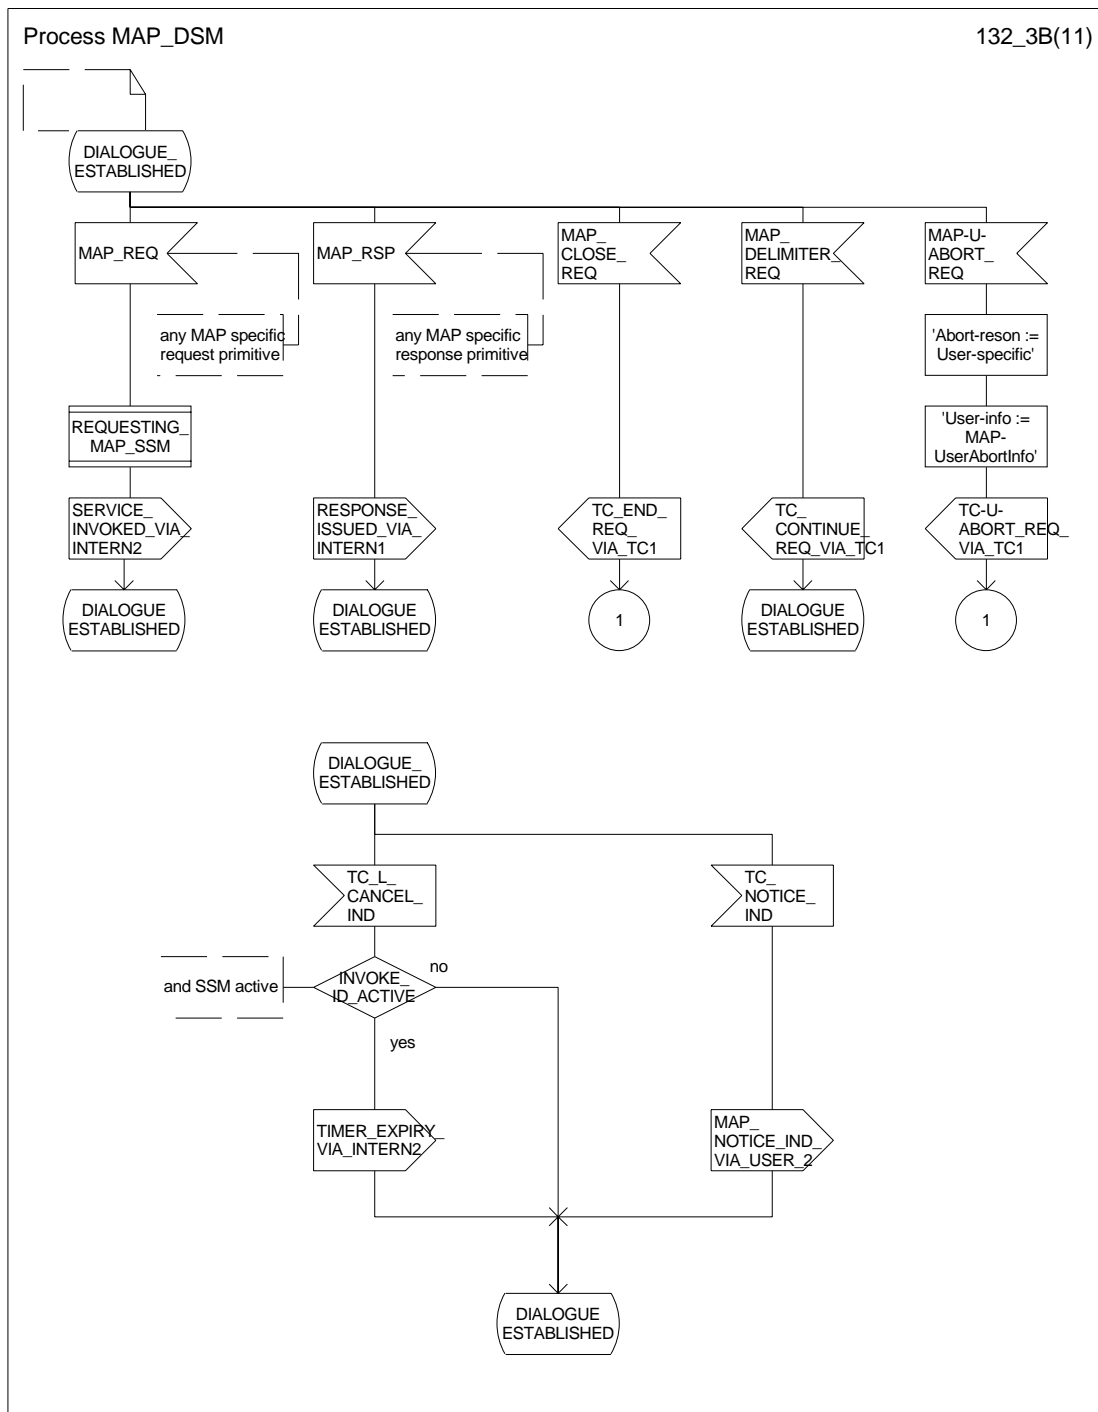 Process MAP_DSM
132_3B(11)
DIALOGUE_
ESTABLISHED
MAP_REQ
MAP_RSP
MAP_
CLOSE_
REQ
MAP_
DELIMITER_
REQ
MAP-U-
ABORT_
REQ
any MAP specific
request primitive
any MAP specific
response primitive
'Abort-reson :=
User-specific'
REQUESTING_
MAP_SSM
'User-info :=
MAP-
UserAbortInfo'
SERVICE_
INVOKED_VIA_
INTERN2
RESPONSE_
ISSUED_VIA_
INTERN1
TC_END_
REQ_
VIA_TC1
TC_
CONTINUE_
REQ_VIA_TC1
TC-U-
ABORT_REQ_
VIA_TC1
DIALOGUE
ESTABLISHED
DIALOGUE
ESTABLISHED
1
DIALOGUE
ESTABLISHED
1
DIALOGUE_
ESTABLISHED
TC_L_
CANCEL_
IND
TC_
NOTICE_
IND
and SSM active
INVOKE_
ID_ACTIVE
no
yes
TIMER_EXPIRY_
VIA_INTERN2
MAP_
NOTICE_IND_
VIA_USER_2
DIALOGUE
ESTABLISHED